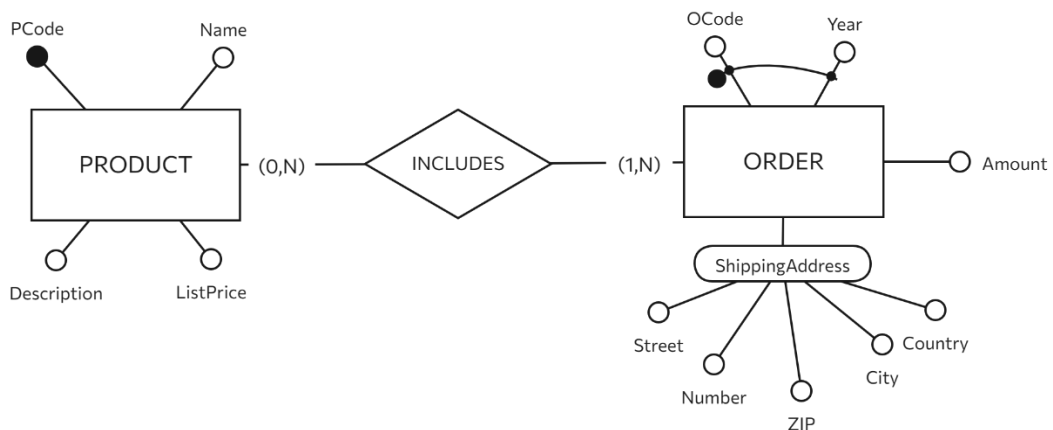 PCode
Name
OCode
Year
PRODUCT
(0,N)
INCLUDES
(1,N)
ORDER
Amount
Description
ListPrice
ShippingAddress
Street
Number
ZIP
City
Country